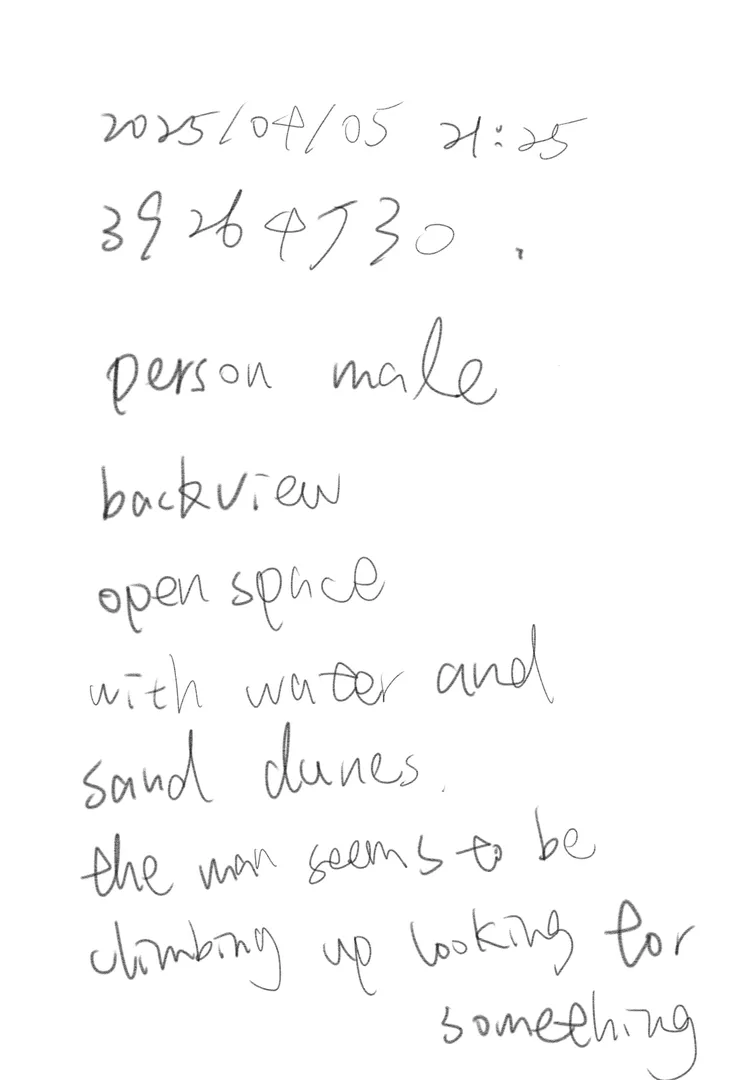 2025/04/05 21:25
39264530.
person male
backview
open space
with water and
sand dunes.
the man seems to be
climbing up looking for
something